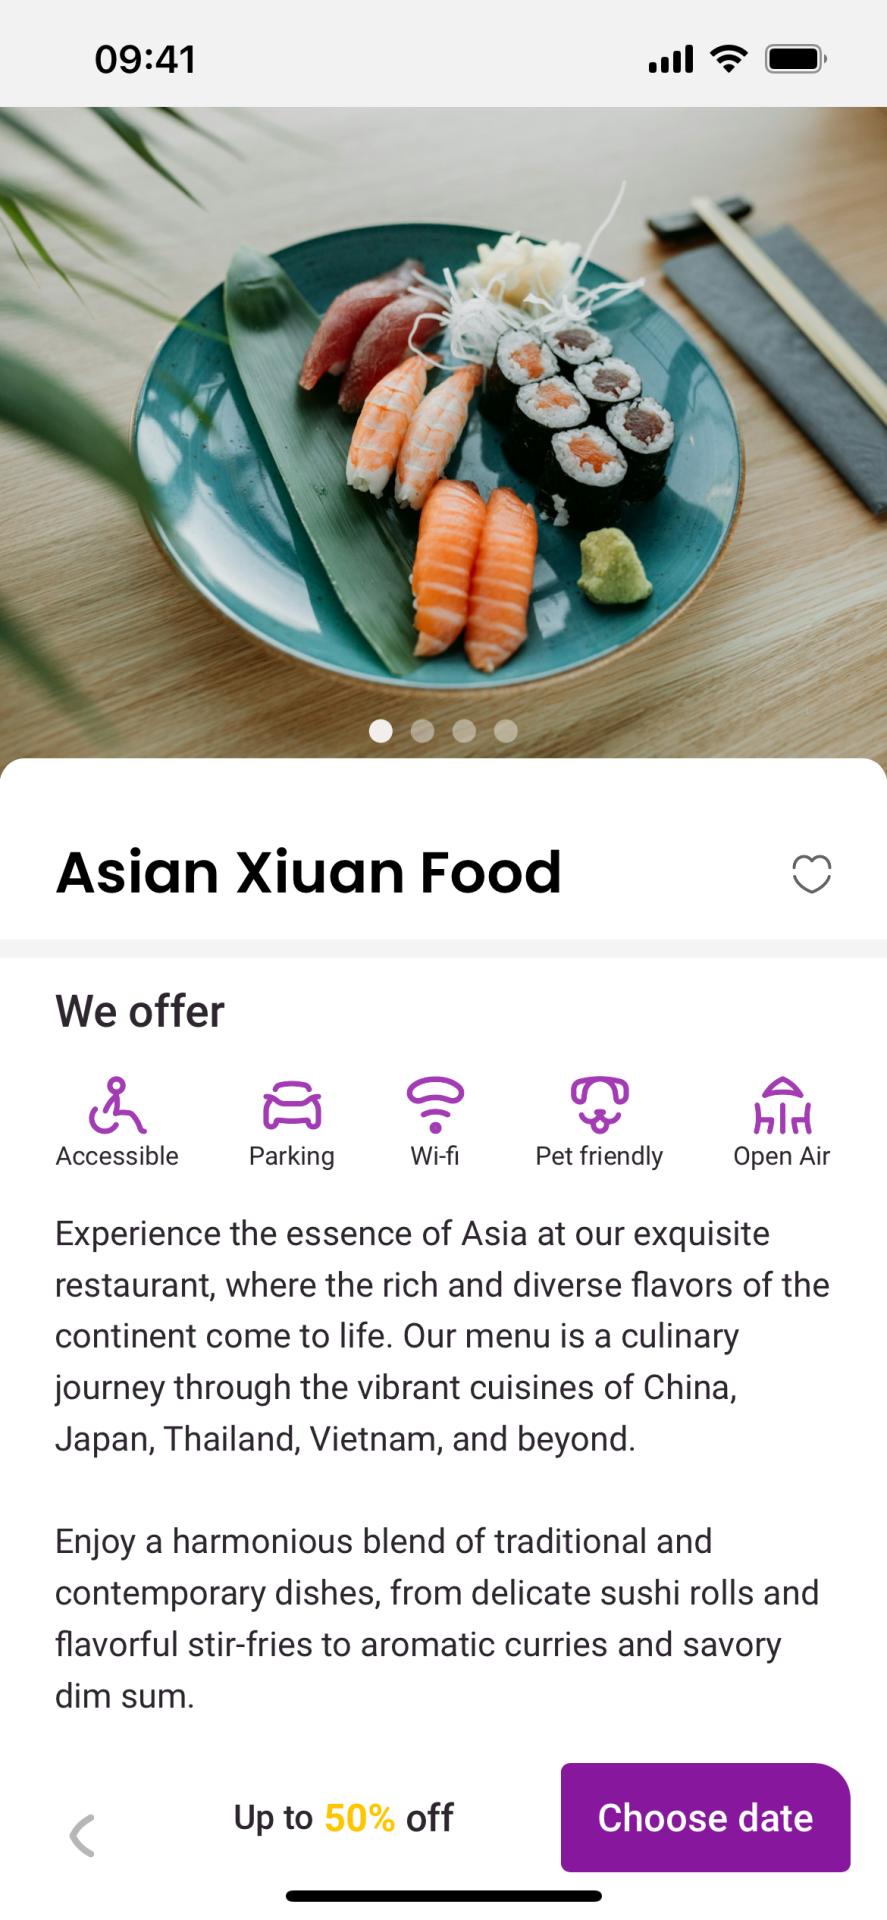 09:41
Asian Xiuan Food
We offer
Accessible
Parking
Wi-fi
Pet friendly
Open Air
Experience the essence of Asia at our exquisite
restaurant, where the rich and diverse flavors of the
continent come to life. Our menu is a culinary
journey through the vibrant cuisines of China,
Japan, Thailand, Vietnam, and beyond.
Enjoy a harmonious blend of traditional and
contemporary dishes, from delicate sushi rolls and
flavorful stir-fries to aromatic curries and savory
dim sum.
Up to 50% off
Choose date